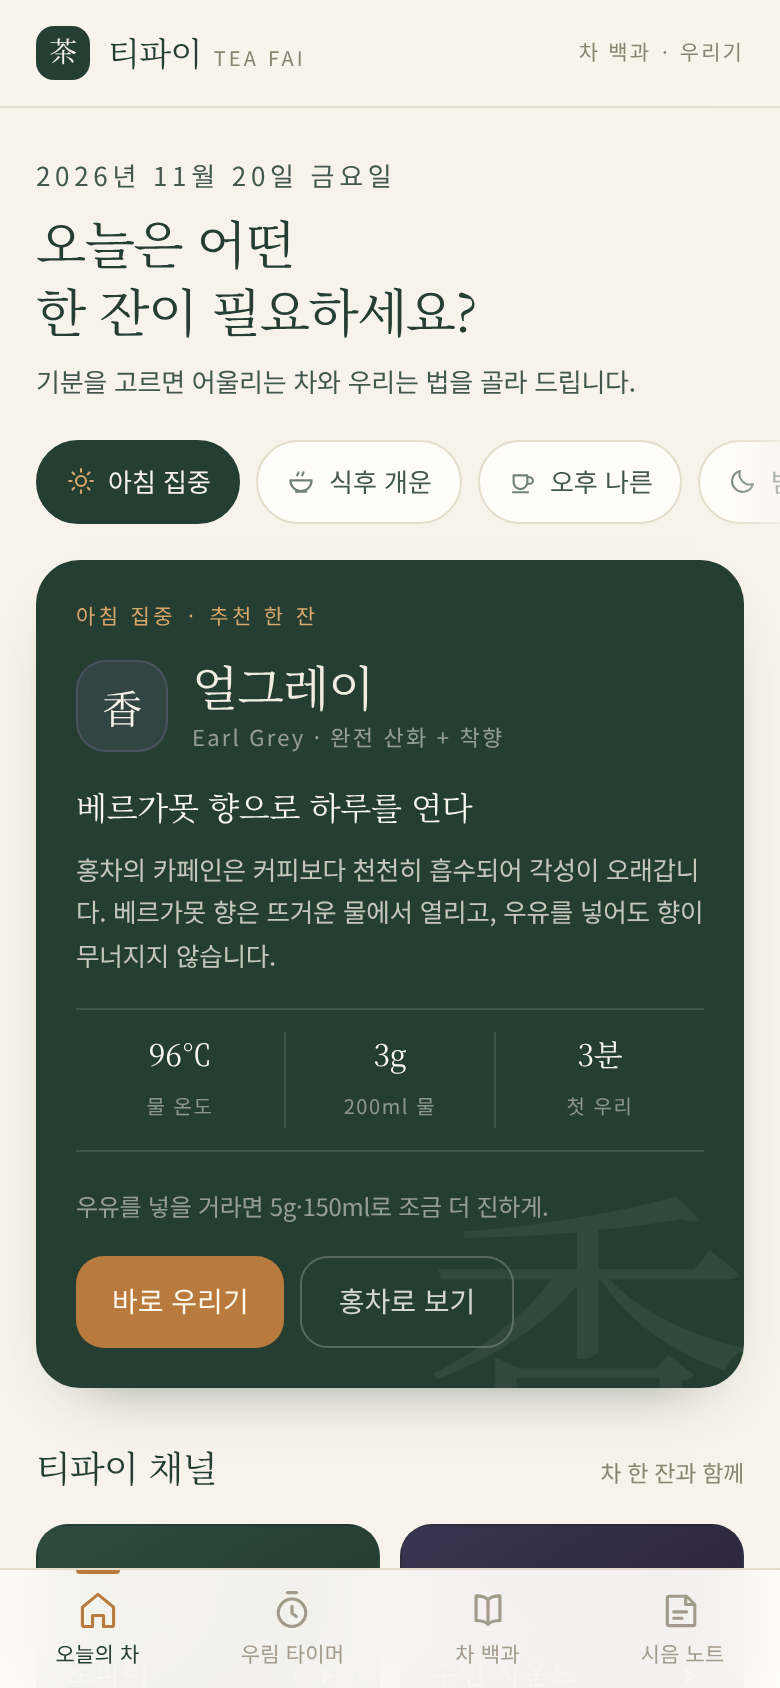 茶 티파이 TEA FAI
차 백과 · 우리기
2026년 11월 20일 금요일
오늘은 어떤
한 잔이 필요하세요?
기분을 고르면 어울리는 차와 우리는 법을 골라 드립니다.
아침 집중
식후 개운
오후 나른
아침 집중 · 추천 한 잔
香
얼그레이
Earl Grey · 완전 산화 + 착향
베르가못 향으로 하루를 연다
홍차의 카페인은 커피보다 천천히 흡수되어 각성이 오래갑니
다. 베르가못 향은 뜨거운 물에서 열리고, 우유를 넣어도 향이
무너지지 않습니다.
96°C
물 온도
3g
200ml 물
3분
첫 우리
우유를 넣을 거라면 5g·150ml로 조금 더 진하게.
香
바로 우리기
홍차로 보기
티파이 채널
차 한 잔과 함께
오늘의 차
우림 타이머
차 백과
시음 노트